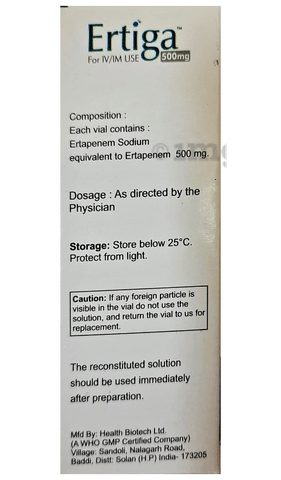 Ertiga™
For IV/IM USE 500mg
Composition :
Each vial contains :
Ertapenem Sodium
equivalent to Ertapenem 500 mg.
Dosage : As directed by the
Physician
Storage: Store below 25°C.
Protect from light.
Caution: If any foreign particle is
visible in the vial do not use the
solution, and return the vial to us for
replacement.
The reconstituted solution
should be used immediately
after preparation.
Mfd By: Health Biotech Ltd.
(A WHO GMP Certified Company)
Village: Sandoli, Nalagarh Road,
Baddi, Distt: Solan (H.P) India- 173205